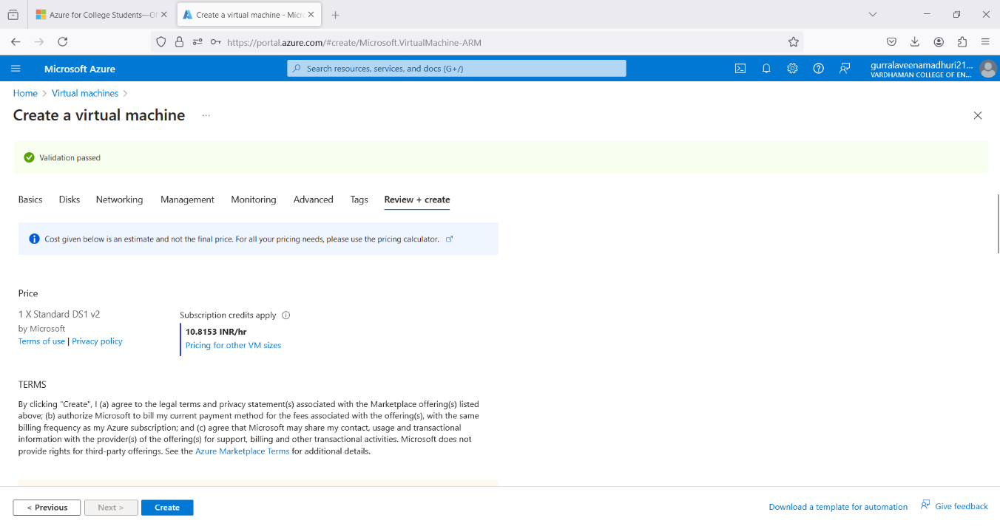 Azure for College Students—Of
Create a virtual machine - Micro
https://portal.azure.com/#create/Microsoft.VirtualMachine-ARM
Microsoft Azure
Search resources, services, and docs (G+/)
gurralaveenamadhuri21...
VARDHAMAN COLLEGE OF EN...
Home > Virtual machines >
Create a virtual machine ...
Validation passed
Basics Disks Networking Management Monitoring Advanced Tags Review + create
Cost given below is an estimate and not the final price. For all your pricing needs, please use the pricing calculator.
Price
1 X Standard DS1 v2
by Microsoft
Terms of use | Privacy policy
Subscription credits apply
10.8153 INR/hr
Pricing for other VM sizes
TERMS
By clicking "Create", I (a) agree to the legal terms and privacy statement(s) associated with the Marketplace offering(s) listed
above; (b) authorize Microsoft to bill my current payment method for the fees associated with the offering(s), with the same
billing frequency as my Azure subscription; and (c) agree that Microsoft may share my contact, usage and transactional
information with the provider(s) of the offering(s) for support, billing and other transactional activities. Microsoft does not
provide rights for third-party offerings. See the Azure Marketplace Terms for additional details.
< Previous Next > Create
Download a template for automation Give feedback